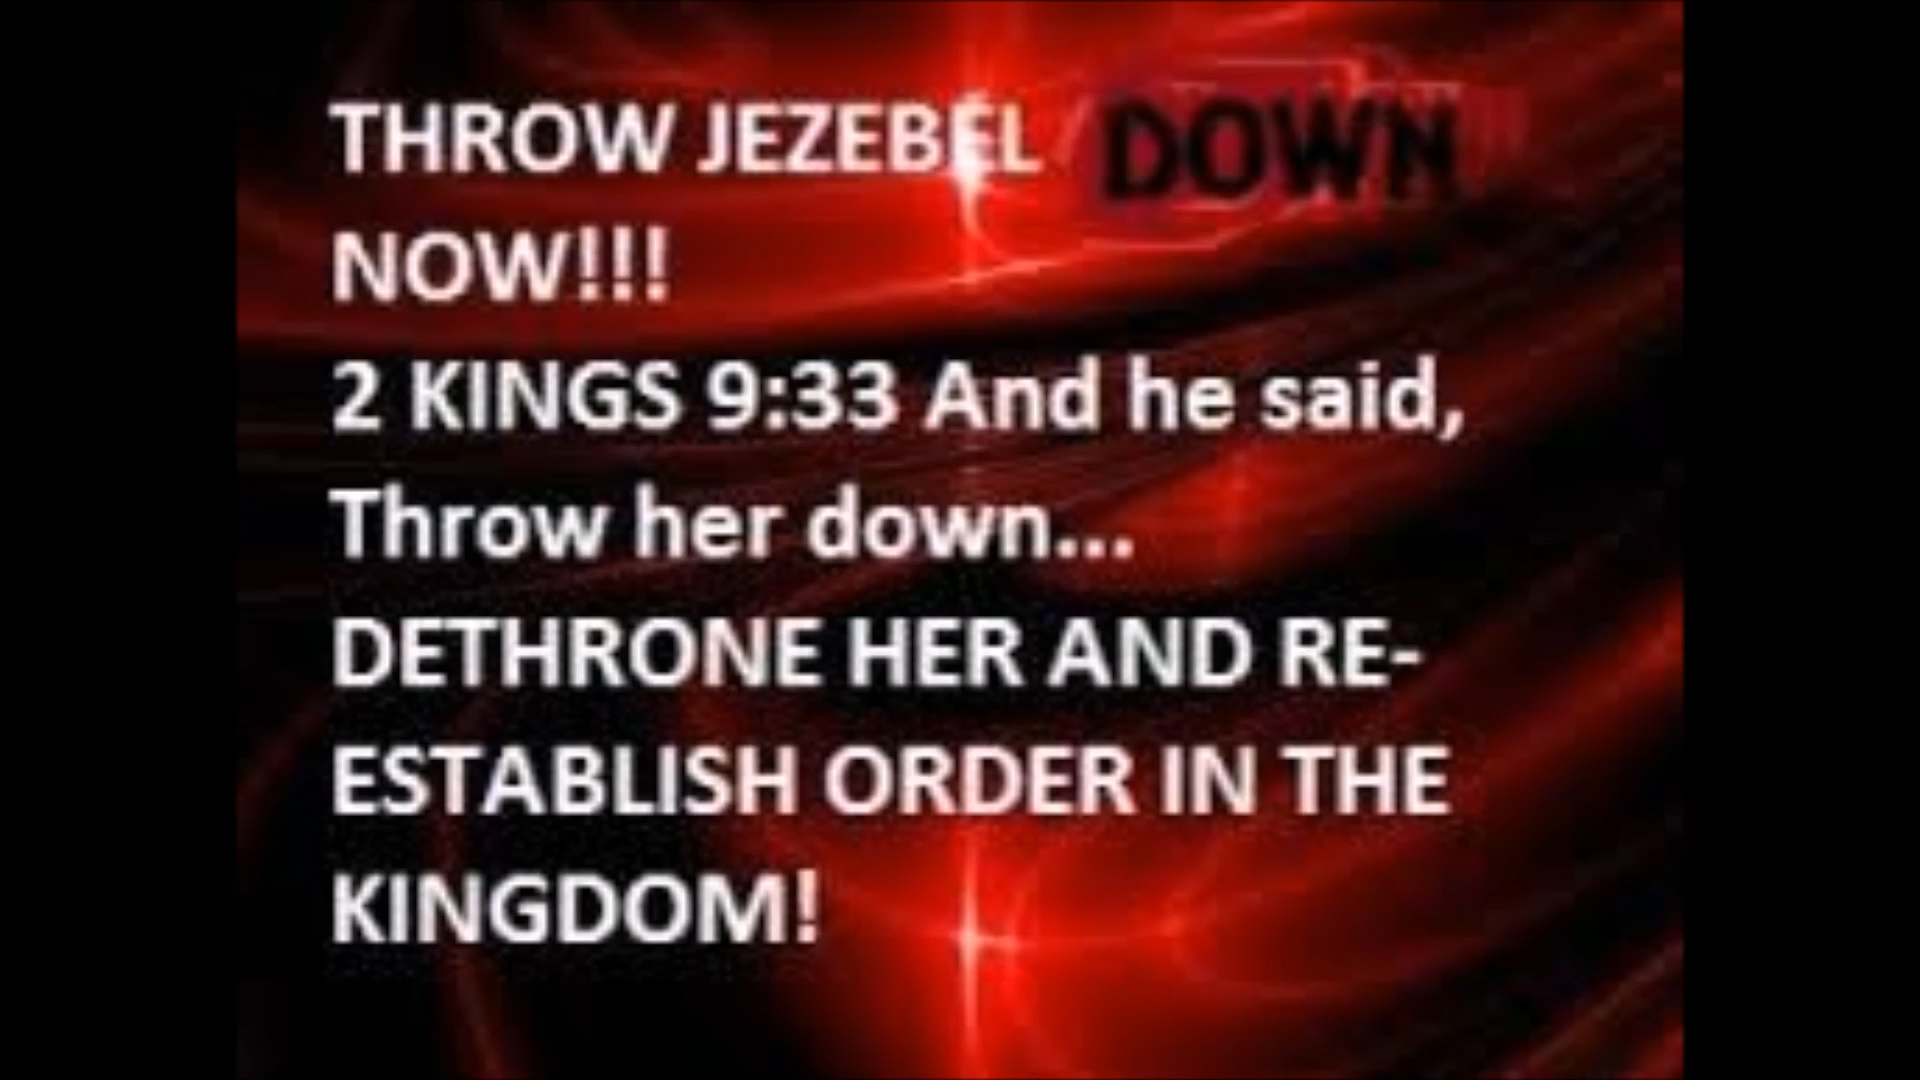 THROW JEZEBEL DOWN
NOW!!!
2 KINGS 9:33 And he said,
Throw her down...
DETHRONE HER AND RE-
ESTABLISH ORDER IN THE
KINGDOM!